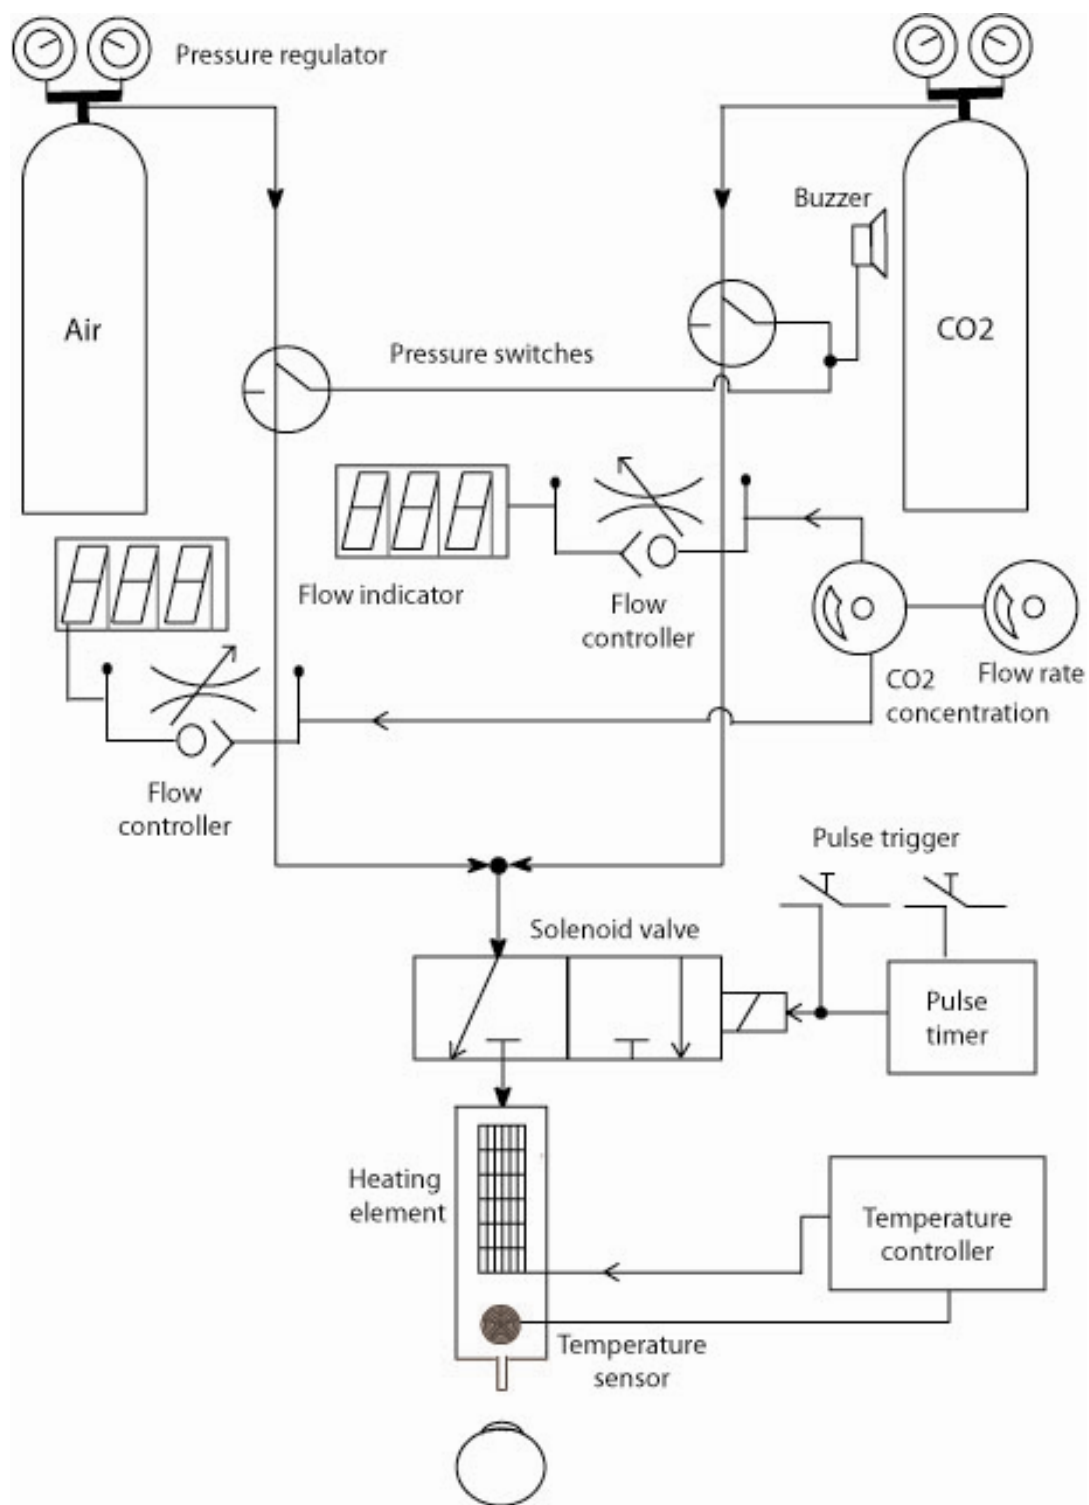 Pressure regulator
Buzzer
Air
CO2
Pressure switches
Flow indicator
Flow
controller
CO2
concentration
Flow rate
Flow
controller
Pulse trigger
Solenoid valve
Pulse
timer
Heating
element
Temperature
controller
Temperature
sensor